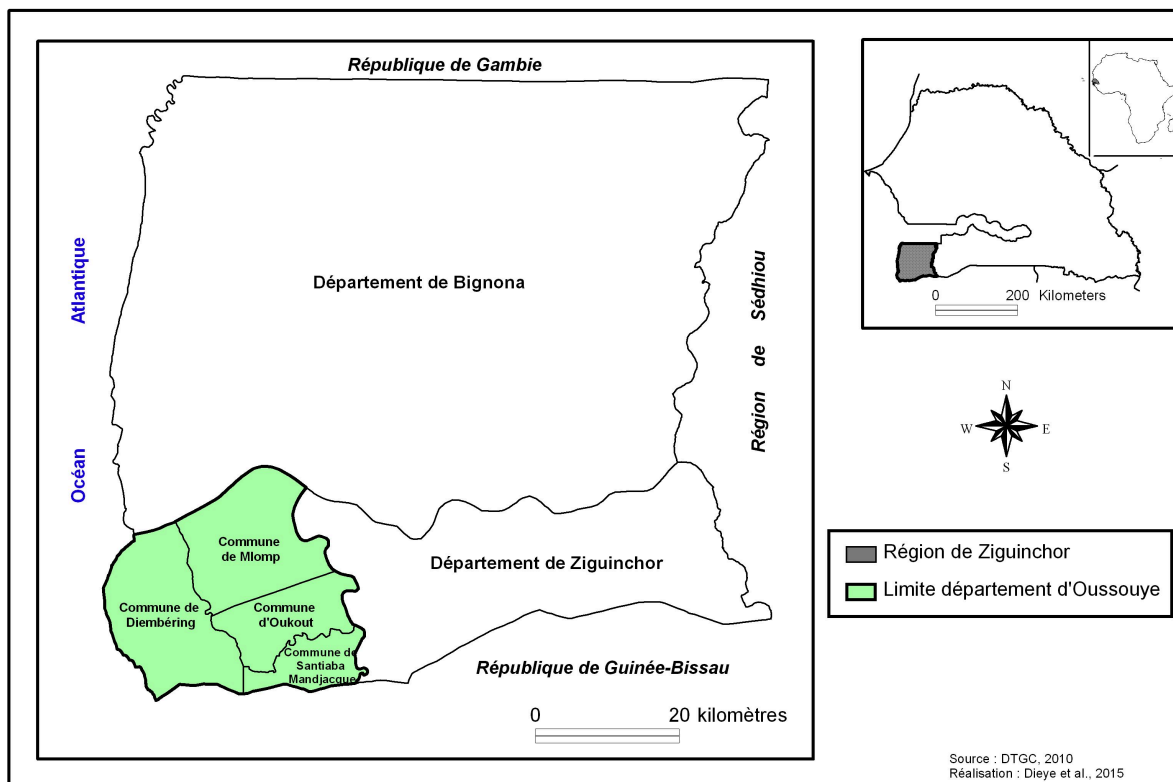 République de Gambie
Océan Atlantique
Département de Bignona
Région de Sédhiou
Commune
de Mlomp
Département de Ziguinchor
Commune de
Diembéring
Commune
d'Oukout
Commune de
Santiaba
Mandjacque
République de Guinée-Bissau
0 20 kilomètres
0 200 Kilometers
N
W E
S
Région de Ziguinchor
Limite département d'Oussouye
Source : DTGC, 2010
Réalisation : Dieye et al., 2015